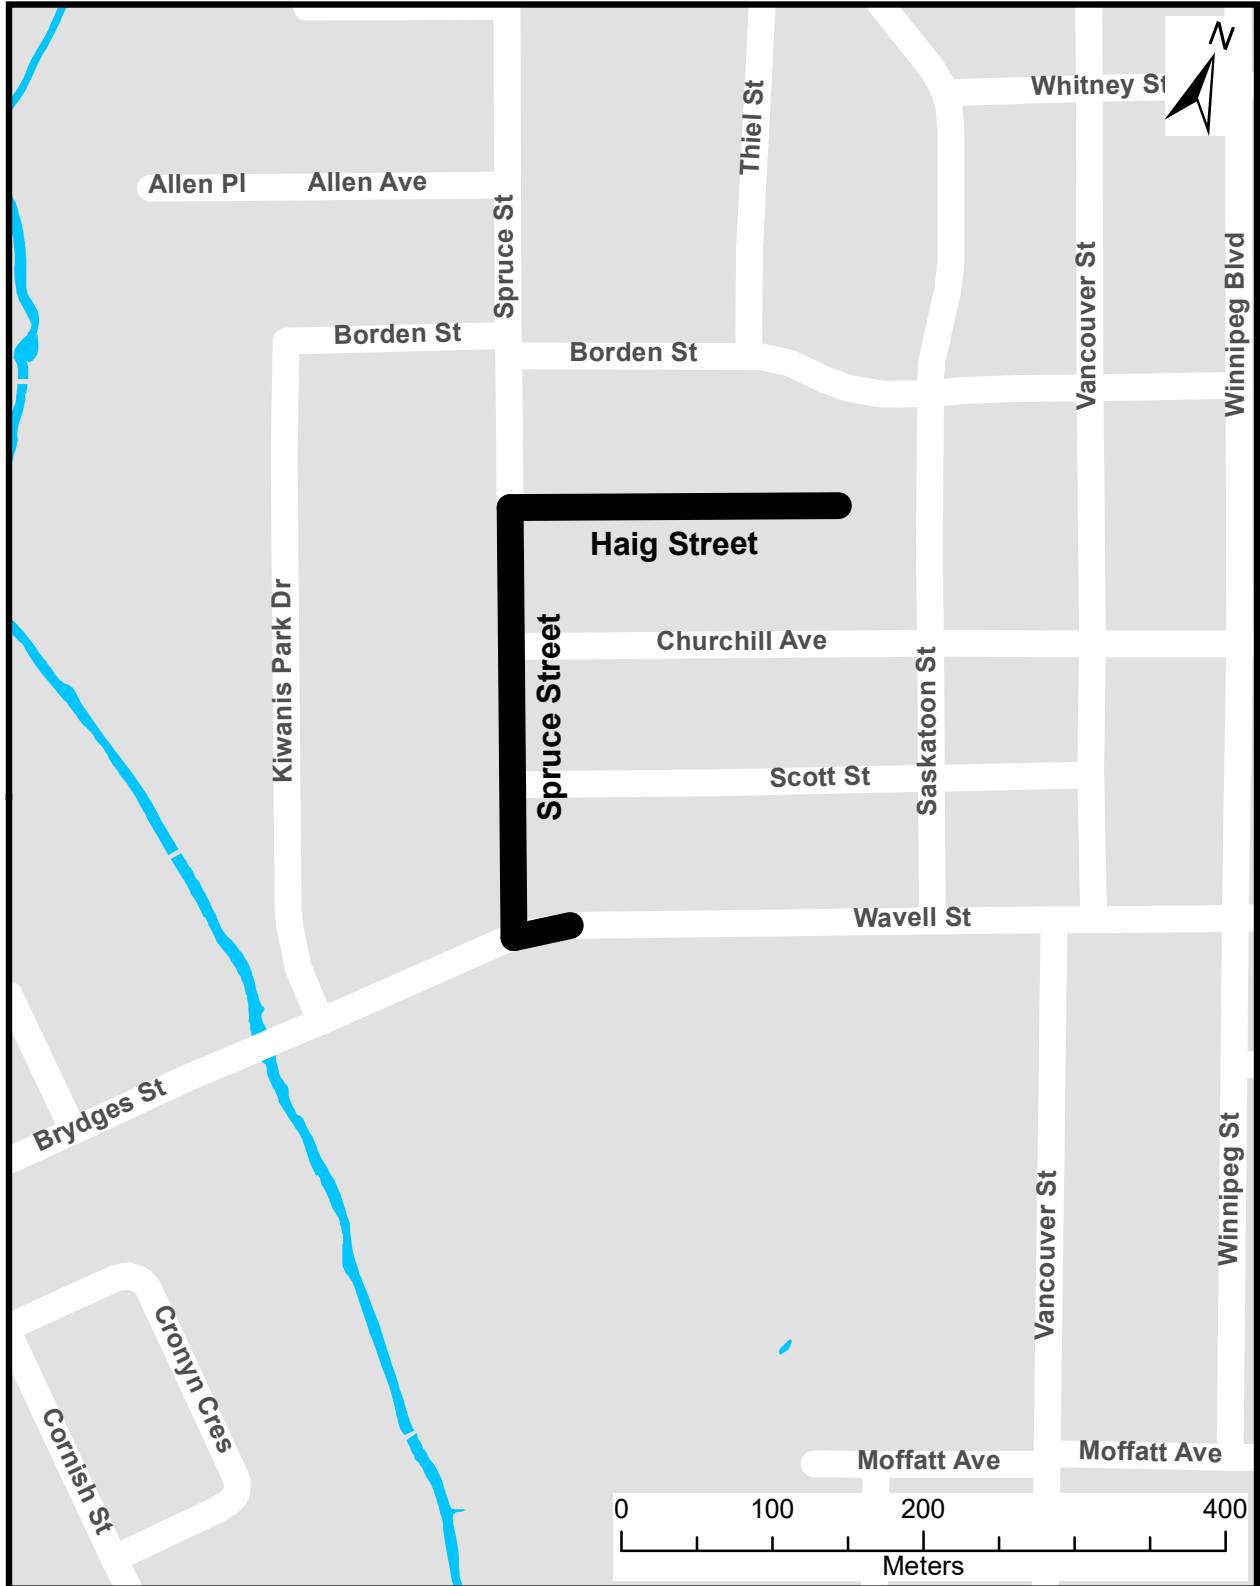 N
Whitney St
Thiel St
Allen Pl
Allen Ave
Spruce St
Vancouver St
Winnipeg Blvd
Borden St
Borden St
Haig Street
Kiwanis Park Dr
Spruce Street
Churchill Ave
Saskatoon St
Scott St
Wavell St
Brydges St
Vancouver St
Winnipeg St
Cronyn Cres
Cornish St
Moffatt Ave
Moffatt Ave
0 100 200 400
Meters